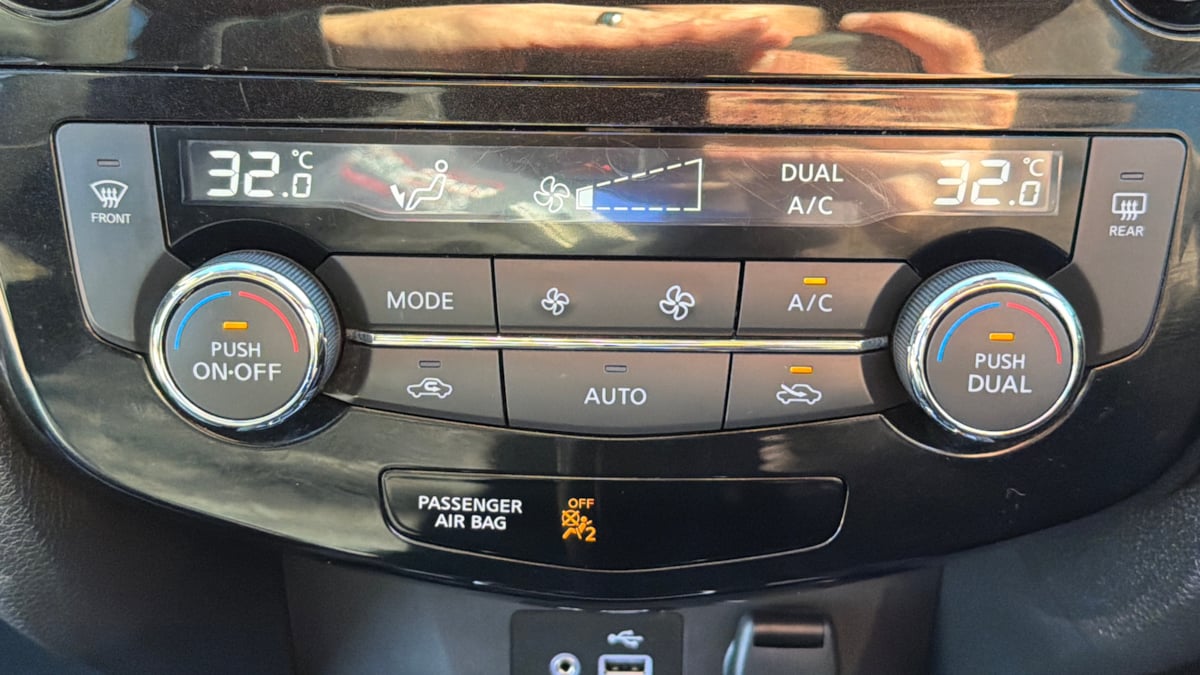 32.0°C
DUAL
A/C
32.0°C
FRONT
REAR
MODE
A/C
PUSH
ON·OFF
AUTO
PUSH
DUAL
PASSENGER
AIR BAG
OFF
2